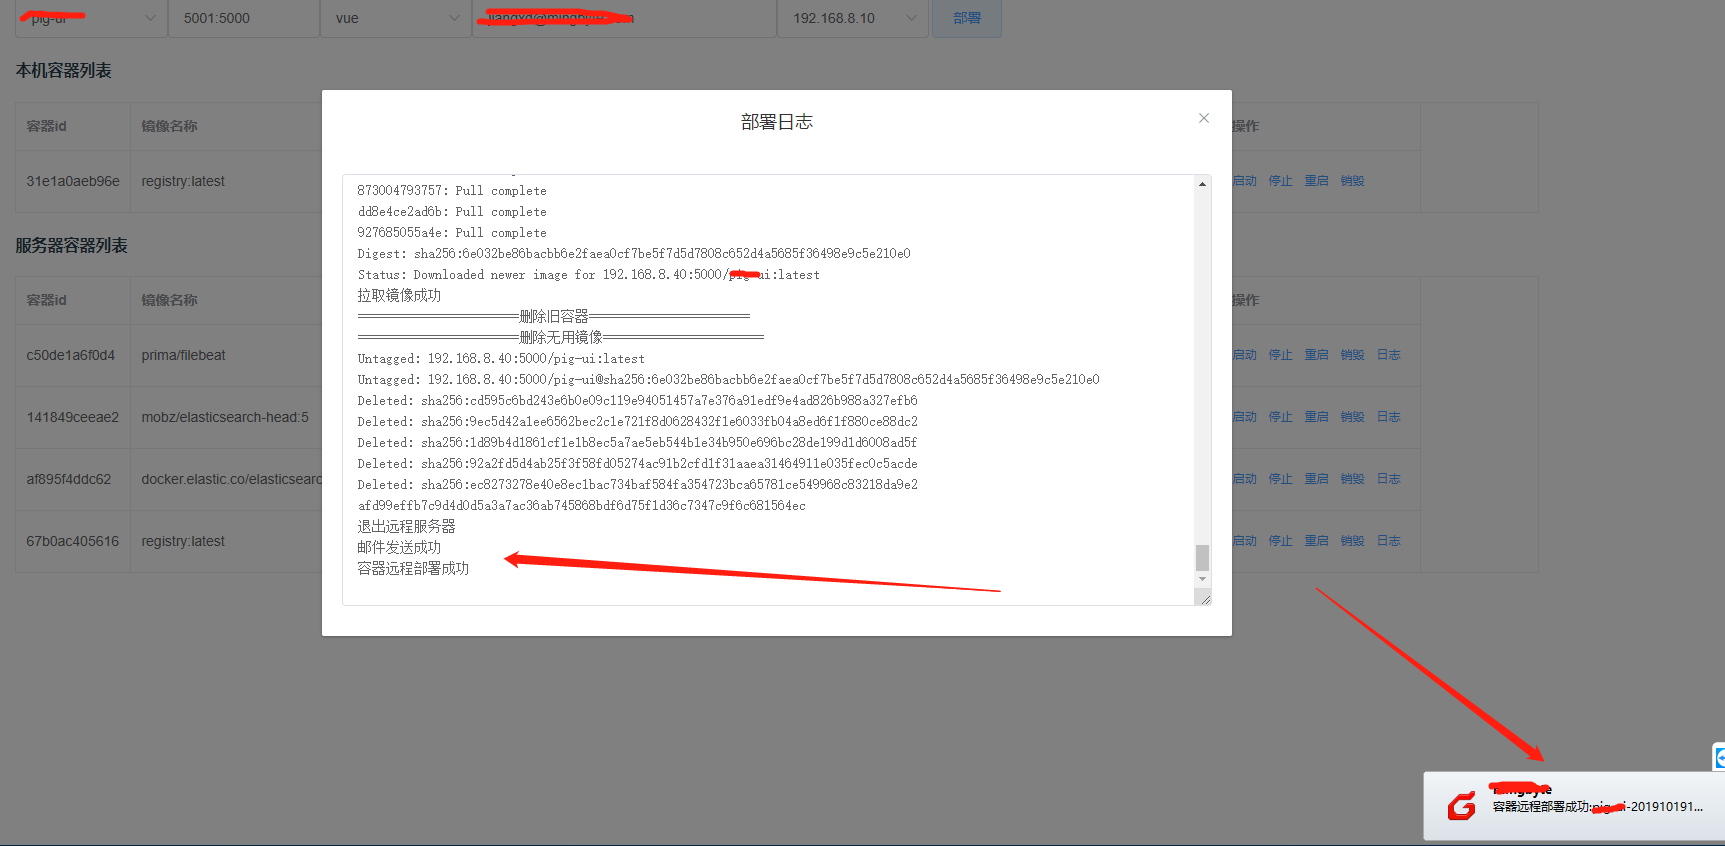 5001:5000 vue 192.168.8.10 部署
本机容器列表
部署日志
容器id 镜像名称 操作
31e1a0aeb96e registry:latest 启动 停止 重启 销毁
服务器容器列表
容器id 镜像名称 操作
c50de1a6f0d4 prima/filebeat 启动 停止 重启 销毁 日志
141849ceeae2 mobz/elasticsearch-head:5 启动 停止 重启 销毁 日志
af895f4ddc62 docker.elastic.co/elasticsearc 启动 停止 重启 销毁 日志
67b0ac405616 registry:latest 启动 停止 重启 销毁 日志
873004793757: Pull complete
dd8e4ce2ad6b: Pull complete
927685055a4e: Pull complete
Digest: sha256:6e032be86bacbb6e2faea0cf7be5f7d5d7808c652d4a5685f36498e9c5e210e0
Status: Downloaded newer image for 192.168.8.40:5000/pig-ui:latest
拉取镜像成功
=======================删除旧容器=======================
=======================删除无用镜像=======================
Untagged: 192.168.8.40:5000/pig-ui:latest
Untagged: 192.168.8.40:5000/pig-ui@sha256:6e032be86bacbb6e2faea0cf7be5f7d5d7808c652d4a5685f36498e9c5e210e0
Deleted: sha256:cd595c6bd243e6b0e09c119e94051457a7e376a91edf9e4ad826b988a327efb6
Deleted: sha256:9ec5d42a1ee6562bec2c1e721f8d0628432f1e6033fb04a8ed6f1f880ce88dc2
Deleted: sha256:1d89b4d1861cf1e1b8ec5a7ae5eb544b1e34b950e696bc28de199d1d6008ad5f
Deleted: sha256:92a2fd5d4ab25f3f58fd05274ac91b2cfd1f31aaea31464911e035fec0c5acde
Deleted: sha256:ec8273278e40e8ec1bac734baf584fa354723bca65781ce549968c83218da9e2
afd99effb7c9d4d0d5a3a7ac36ab745868bdf6d75f1d36c7347c9f6c681564ec
退出远程服务器
邮件发送成功
容器远程部署成功
容器远程部署成功:pig-ui-201910191...